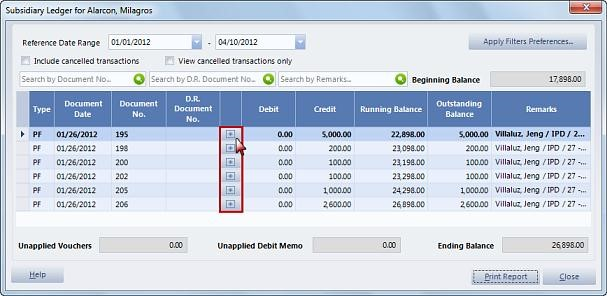 Subsidiary Ledger for Alarcon, Milagros
Reference Date Range 01/01/2012 - 04/10/2012 Apply Filters Preferences...
Include cancelled transactions View cancelled transactions only
Search by Document No... Search by D.R. Document No... Search by Remarks... Beginning Balance 17,898.00
Type Document Date Document No. D.R. Document No. Debit Credit Running Balance Outstanding Balance Remarks
PF 01/26/2012 195 0.00 5,000.00 22,898.00 5,000.00 Villaluz, Jeng / IPD / 2...
PF 01/26/2012 198 0.00 200.00 23,098.00 200.00 Villaluz, Jeng / IPD / 27 -...
PF 01/26/2012 200 0.00 100.00 23,198.00 100.00 Villaluz, Jeng / IPD / 27 -...
PF 01/26/2012 202 0.00 100.00 23,298.00 100.00 Villaluz, Jeng / IPD / 27 -...
PF 01/26/2012 205 0.00 1,000.00 24,298.00 1,000.00 Villaluz, Jeng / IPD / 27 -...
PF 01/26/2012 206 0.00 2,600.00 26,898.00 2,600.00 Villaluz, Jeng / IPD / 27 -...
Unapplied Vouchers 0.00 Unapplied Debit Memo 0.00 Ending Balance 26,898.00
Help Print Report Close